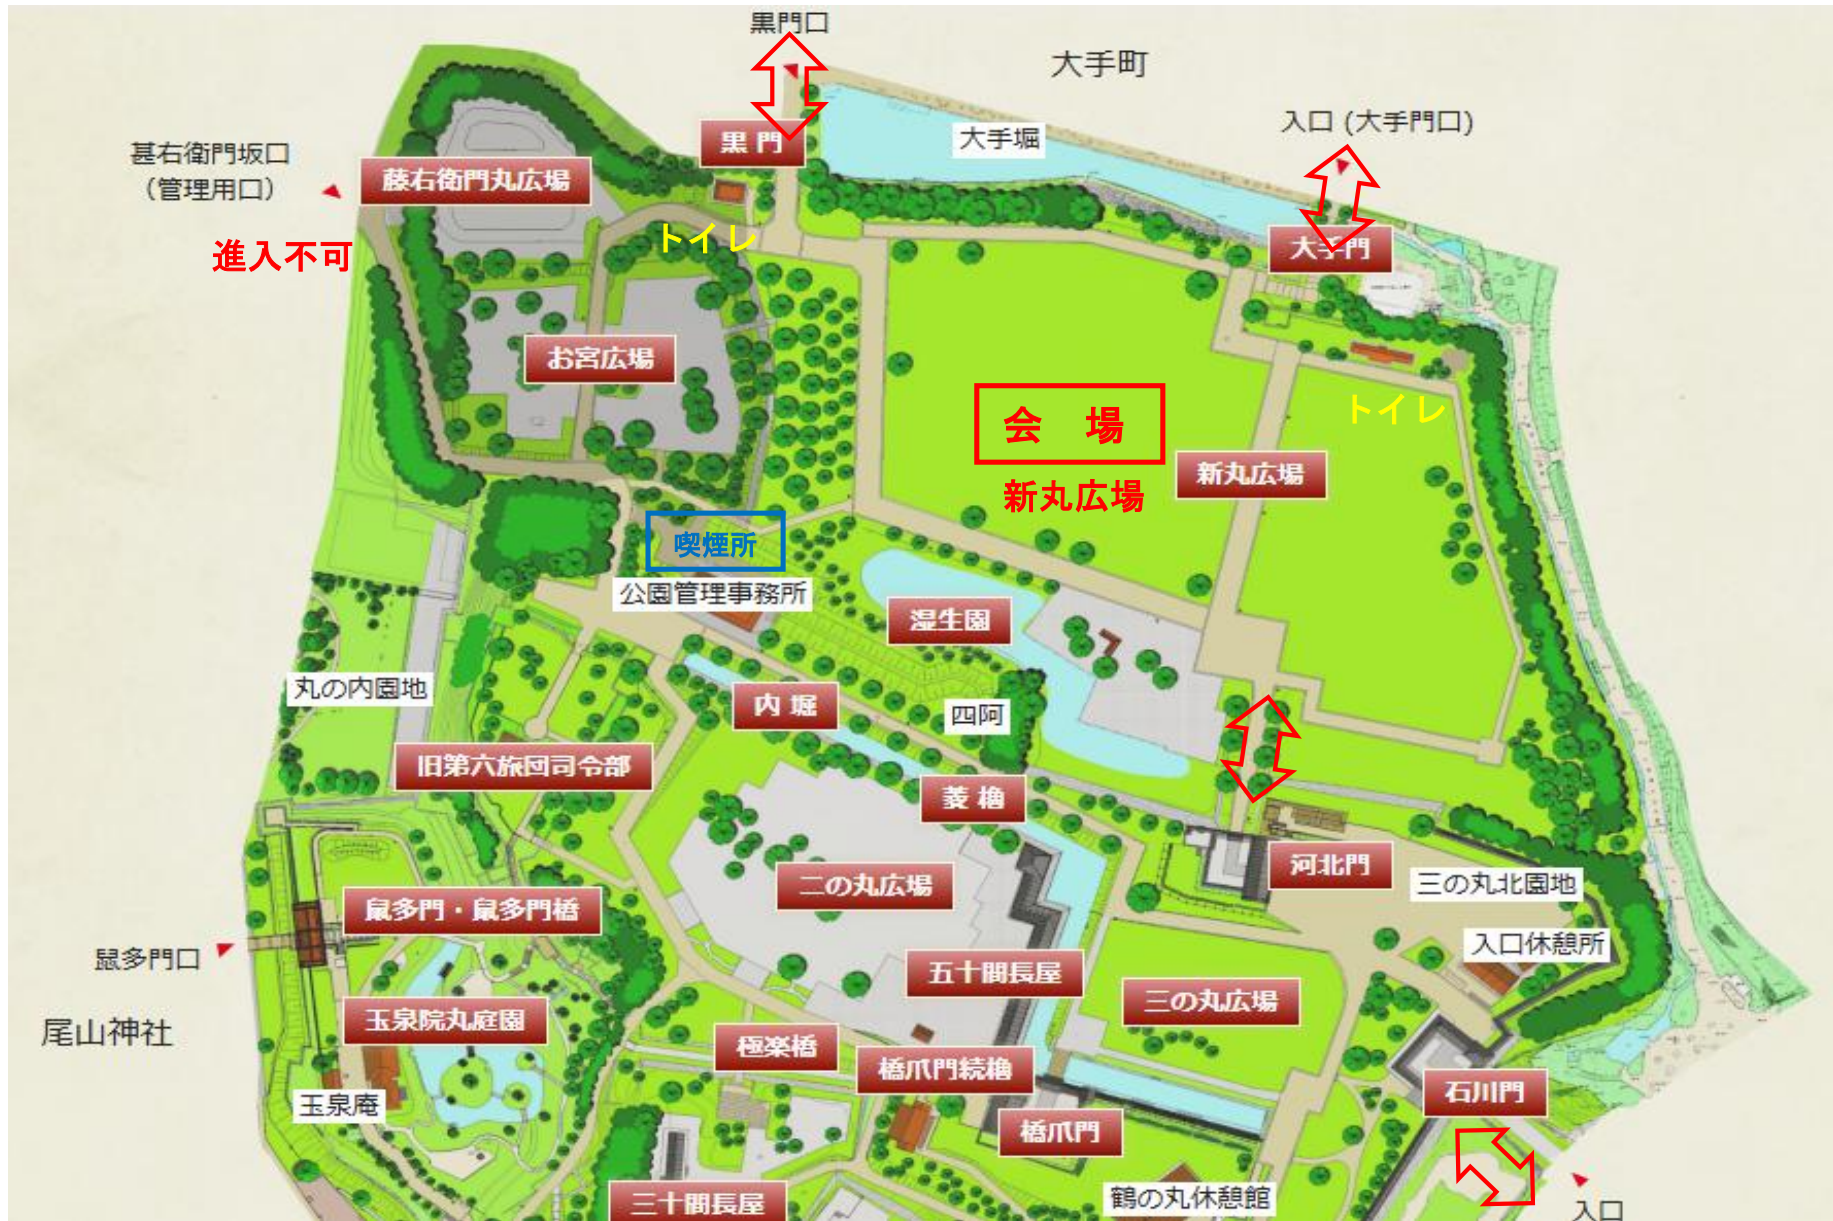 黒門口
大手町
入口 (大手門口)
甚右衛門坂口
(管理用口)
進入不可
藤右衛門丸広場
黒 門
大手堀
大手門
トイレ
お宮広場
会 場
新丸広場
トイレ
新丸広場
喫煙所
公園管理事務所
湿生園
丸の内園地
内 堀
四阿
旧第六旅団司令部
菱 櫓
二の丸広場
河北門
三の丸北園地
鼠多門・鼠多門橋
入口休憩所
鼠多門口
五十間長屋
三の丸広場
尾山神社
玉泉院丸庭園
極楽橋
橋爪門続櫓
石川門
玉泉庵
橋爪門
三十間長屋
鶴の丸休憩館
入口